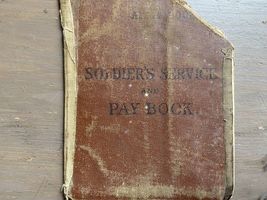 SOLDIER'S SERVICE
AND
PAY BOOK.